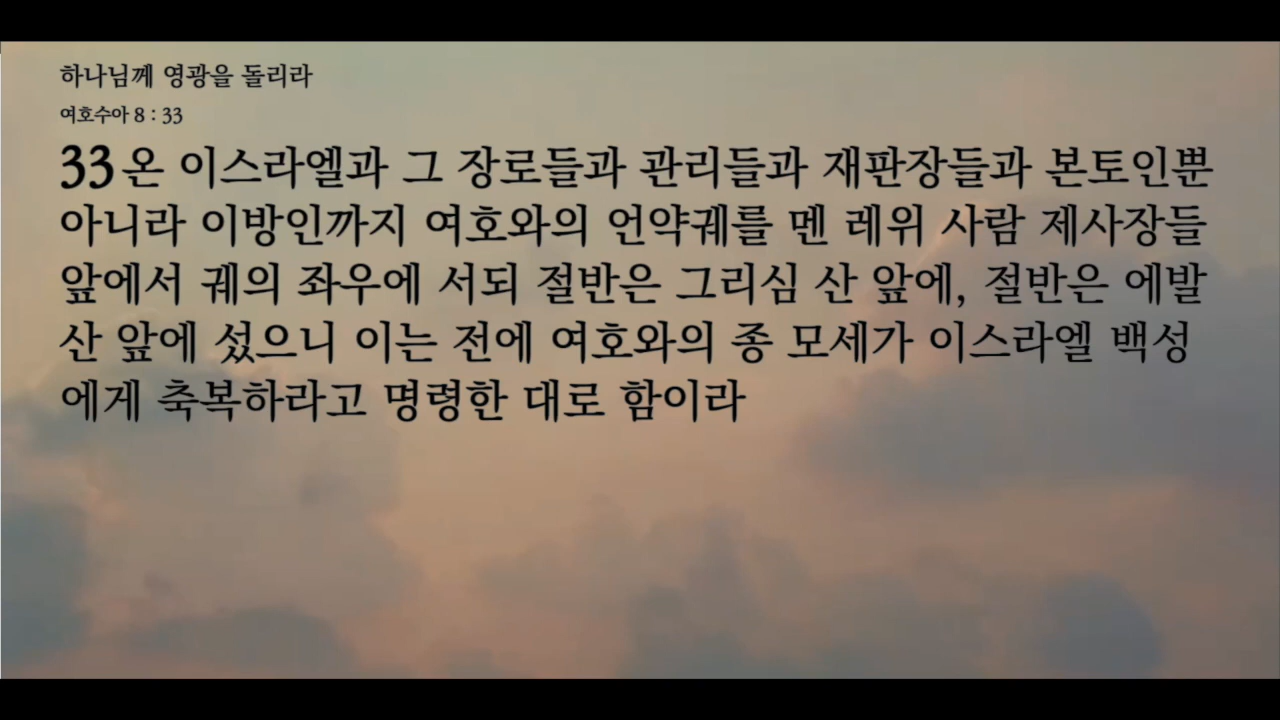 하나님께 영광을 돌리라
여호수아 8 : 33
33 온 이스라엘과 그 장로들과 관리들과 재판장들과 본토인뿐
아니라 이방인까지 여호와의 언약궤를 멘 레위 사람 제사장들
앞에서 궤의 좌우에 서되 절반은 그리심 산 앞에, 절반은 에발
산 앞에 섰으니 이는 전에 여호와의 종 모세가 이스라엘 백성
에게 축복하라고 명령한 대로 함이라